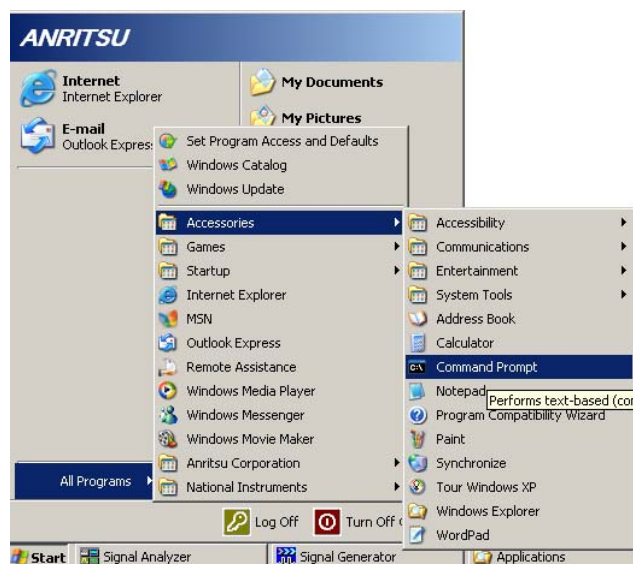 ANRITSU
Internet
Internet Explorer
E-mail
Outlook Express
My Documents
My Pictures
Set Program Access and Defaults
Windows Catalog
Windows Update
Accessories
Games
Startup
Internet Explorer
MSN
Outlook Express
Remote Assistance
Windows Media Player
Windows Messenger
Windows Movie Maker
Anritsu Corporation
National Instruments
Accessibility
Communications
Entertainment
System Tools
Address Book
Calculator
C:\
Command Prompt
Notepad
Performs text-based (co
Program Compatibility Wizard
Paint
Synchronize
Tour Windows XP
Windows Explorer
WordPad
All Programs
Log Off
Turn Off
Start
Signal Analyzer
Signal Generator
Applications